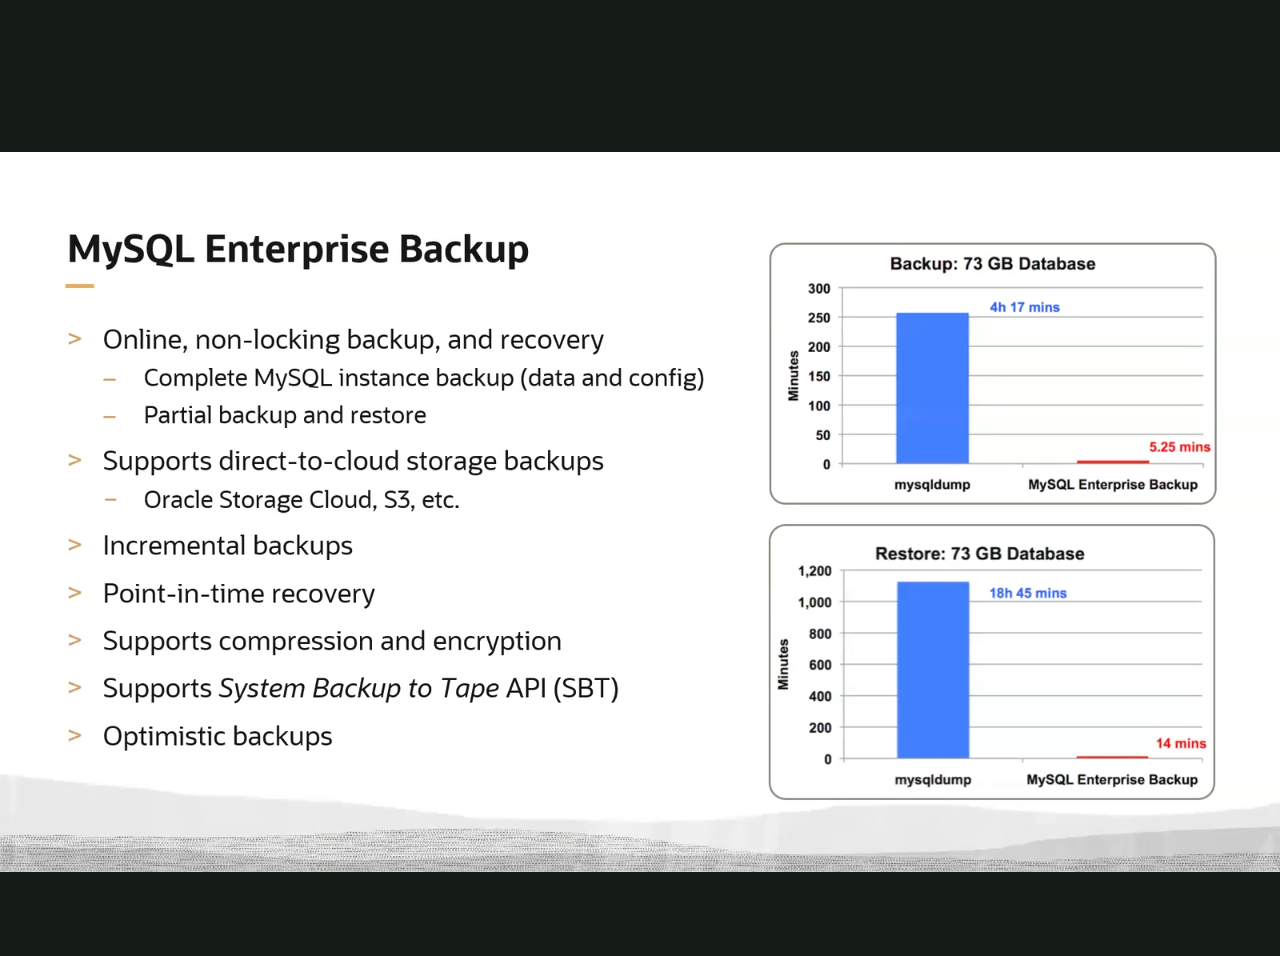 MySQL Enterprise Backup
> Online, non-locking backup, and recovery
– Complete MySQL instance backup (data and config)
– Partial backup and restore
> Supports direct-to-cloud storage backups
– Oracle Storage Cloud, S3, etc.
> Incremental backups
> Point-in-time recovery
> Supports compression and encryption
> Supports System Backup to Tape API (SBT)
> Optimistic backups
Backup: 73 GB Database
300
250
200
150
100
50
0
Minutes
4h 17 mins
5.25 mins
mysqldump
MySQL Enterprise Backup
Restore: 73 GB Database
1,200
1,000
800
600
400
200
0
Minutes
18h 45 mins
14 mins
mysqldump
MySQL Enterprise Backup